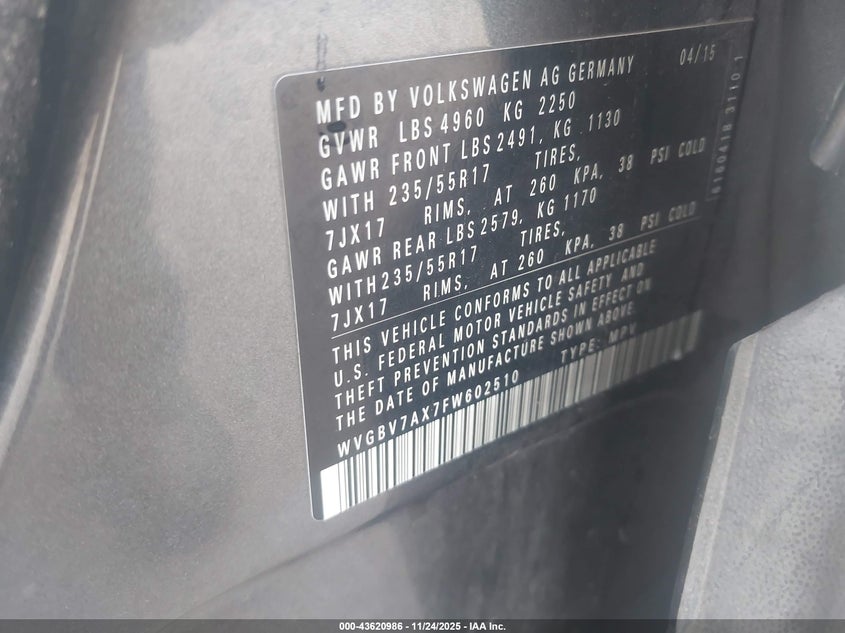 MFD BY VOLKSWAGEN AG GERMANY 04/15
GVWR LBS 4960 KG 2250
GAWR FRONT LBS 2491, KG 1130
WITH 235/55R17 TIRES,
7JX17 RIMS, AT 260 KPA, 38 PSI COLD
GAWR REAR LBS 2579, KG 1170
WITH 235/55R17 TIRES,
7JX17 RIMS, AT 260 KPA, 38 PSI COLD
THIS VEHICLE CONFORMS TO ALL APPLICABLE
U.S. FEDERAL MOTOR VEHICLE SAFETY AND
THEFT PREVENTION STANDARDS IN EFFECT ON
THE DATE OF MANUFACTURE SHOWN ABOVE.
WVGBV7AX7FW602510 TYPE: MPV
000-43620986 - 11/24/2025 - IAA Inc.